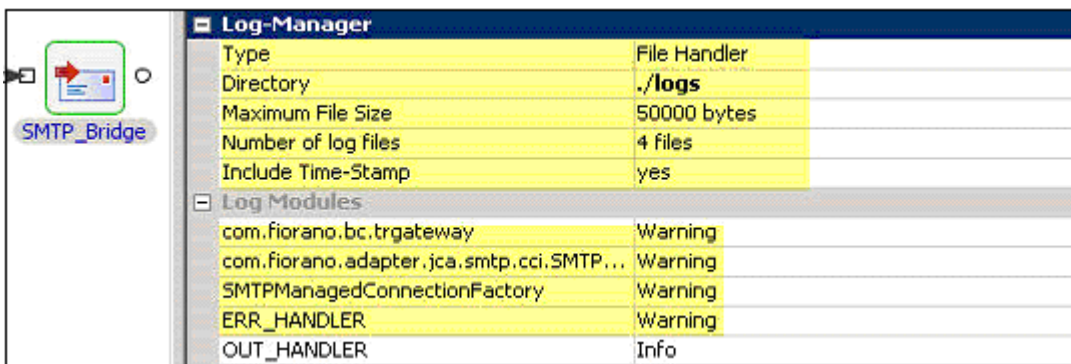 SMTP_Bridge
Log-Manager
Type File Handler
Directory ./logs
Maximum File Size 50000 bytes
Number of log files 4 files
Include Time-Stamp yes
Log Modules
com.fiorano.bc.trgateway Warning
com.fiorano.adapter.jca.smtp.cci.SMTP... Warning
SMTPManagedConnectionFactory Warning
ERR_HANDLER Warning
OUT_HANDLER Info